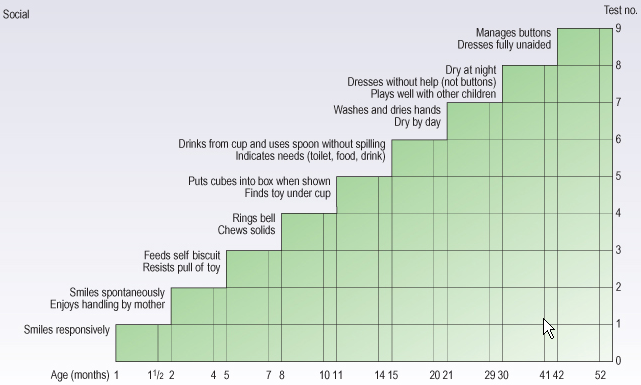 Social
Test no.
Manages buttons
Dresses fully unaided
9
Dry at night
Dresses without help (not buttons)
Plays well with other children
8
Washes and dries hands
Dry by day
7
Drinks from cup and uses spoon without spilling
Indicates needs (toilet, food, drink)
6
Puts cubes into box when shown
Finds toy under cup
5
Rings bell
Chews solids
4
Feeds self biscuit
Resists pull of toy
3
Smiles spontaneously
Enjoys handling by mother
2
Smiles responsively
1
0
Age (months) 1 1 1/2 2 4 5 7 8 10 11 14 15 20 21 29 30 41 42 52